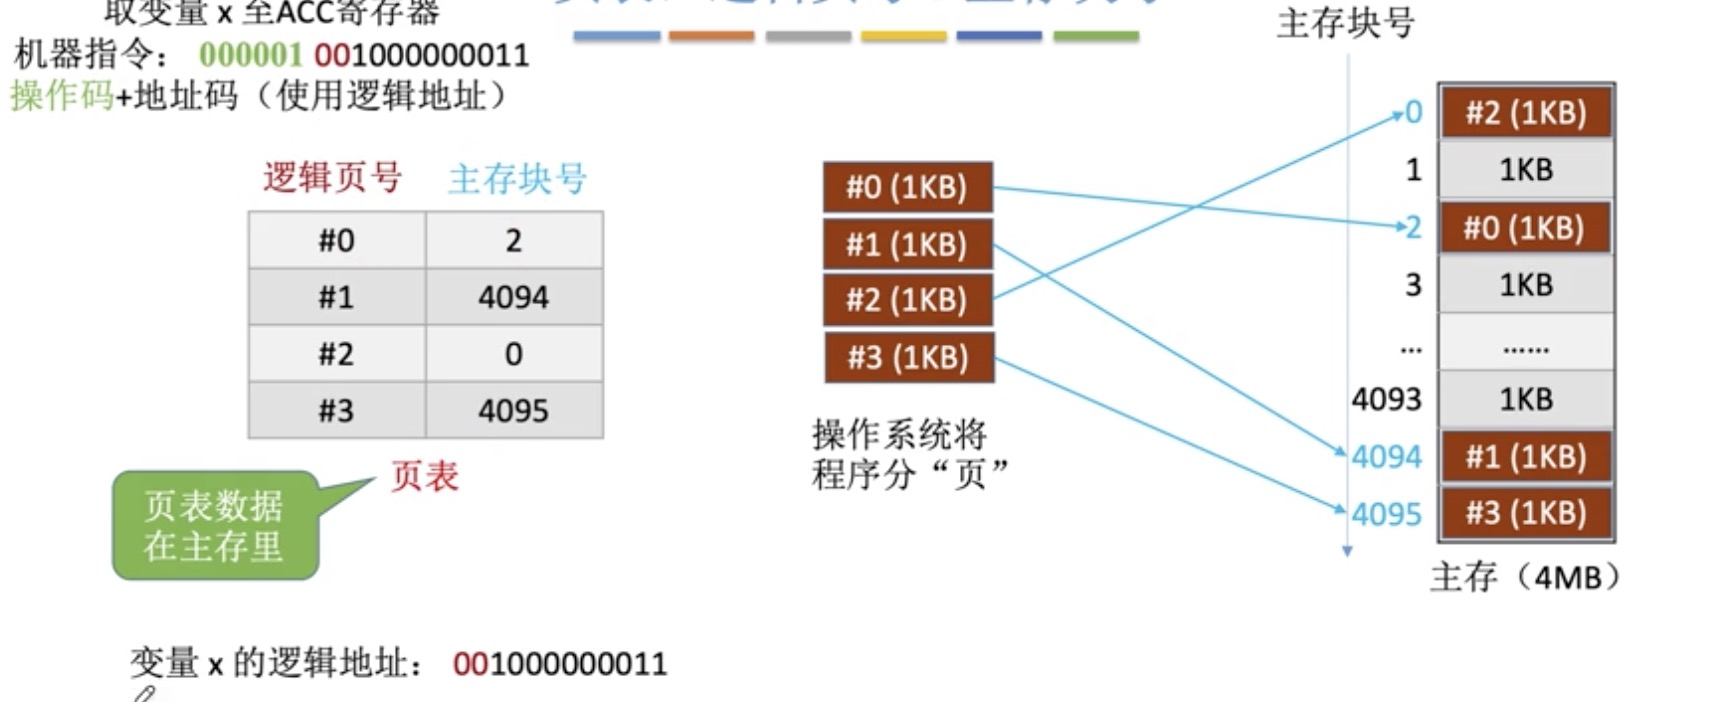 取变量 x 至ACC寄存器
机器指令： 000001 001000000011
操作码+地址码（使用逻辑地址）
逻辑页号 主存块号
#0 2
#1 4094
#2 0
#3 4095
页表
页表数据
在主存里
#0 (1KB)
#1 (1KB)
#2 (1KB)
#3 (1KB)
操作系统将
程序分“页”
主存块号
0 #2 (1KB)
1 1KB
2 #0 (1KB)
3 1KB
... ……
4093 1KB
4094 #1 (1KB)
4095 #3 (1KB)
主存（4MB）
变量 x 的逻辑地址： 001000000011